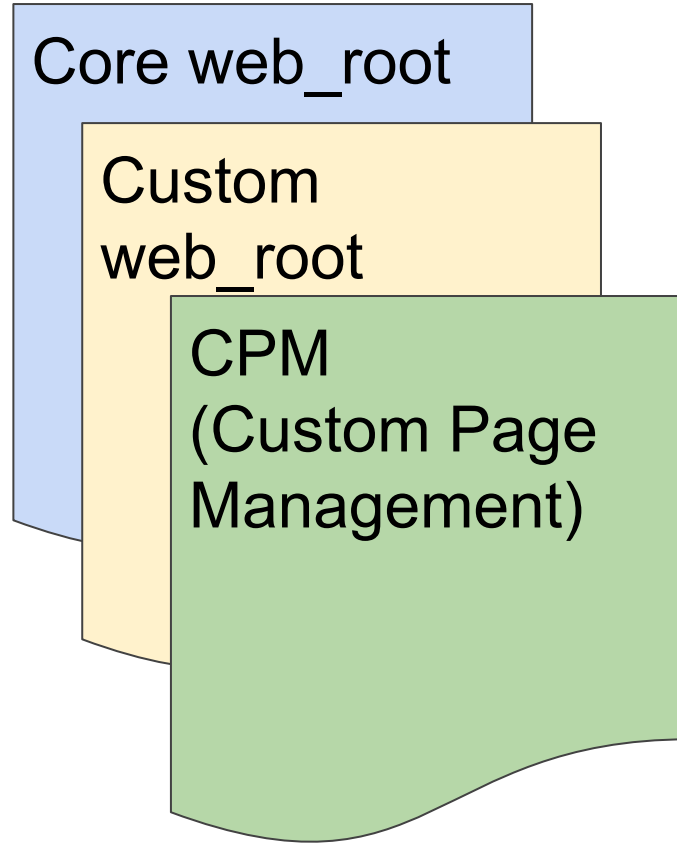 Core web_root
Custom
web_root
CPM
(Custom Page
Management)